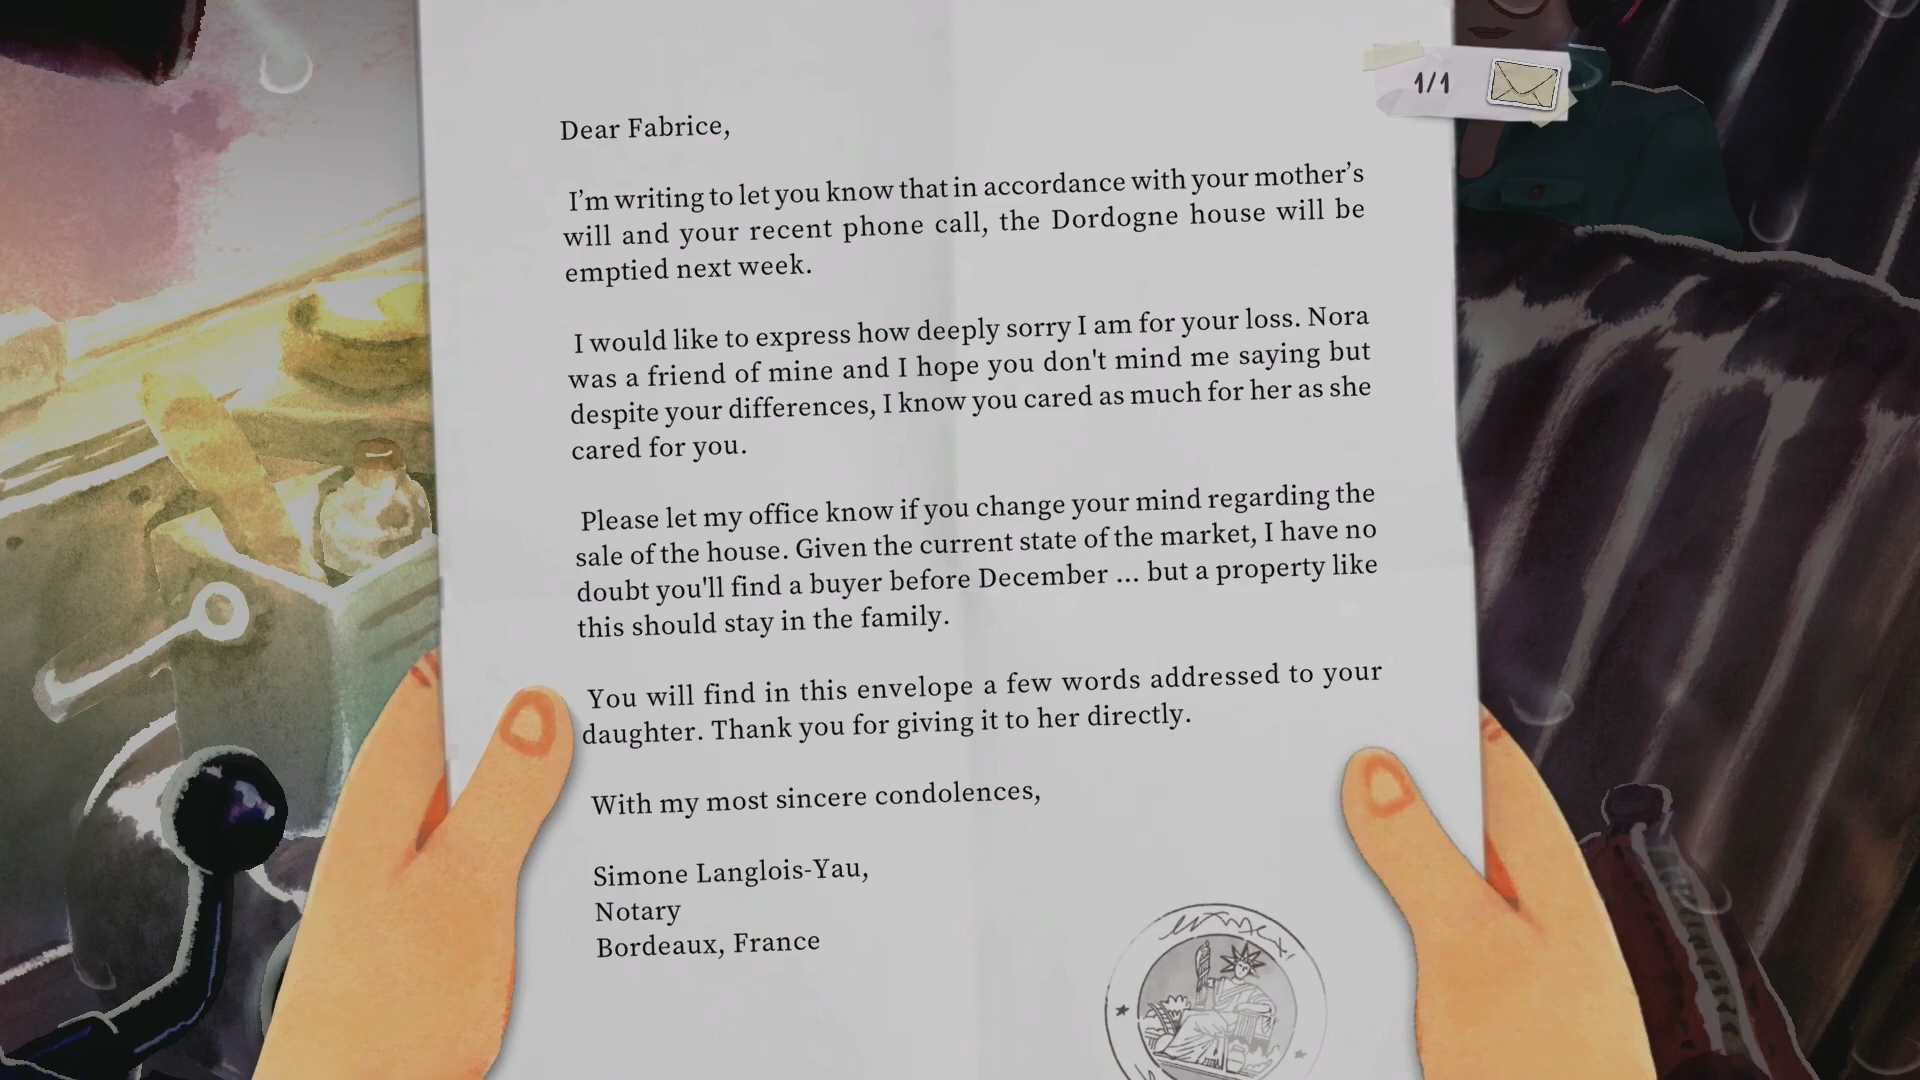 1/1
Dear Fabrice,
I’m writing to let you know that in accordance with your mother’s
will and your recent phone call, the Dordogne house will be
emptied next week.
I would like to express how deeply sorry I am for your loss. Nora
was a friend of mine and I hope you don't mind me saying but
despite your differences, I know you cared as much for her as she
cared for you.
Please let my office know if you change your mind regarding the
sale of the house. Given the current state of the market, I have no
doubt you'll find a buyer before December ... but a property like
this should stay in the family.
You will find in this envelope a few words addressed to your
daughter. Thank you for giving it to her directly.
With my most sincere condolences,
Simone Langlois-Yau,
Notary
Bordeaux, France